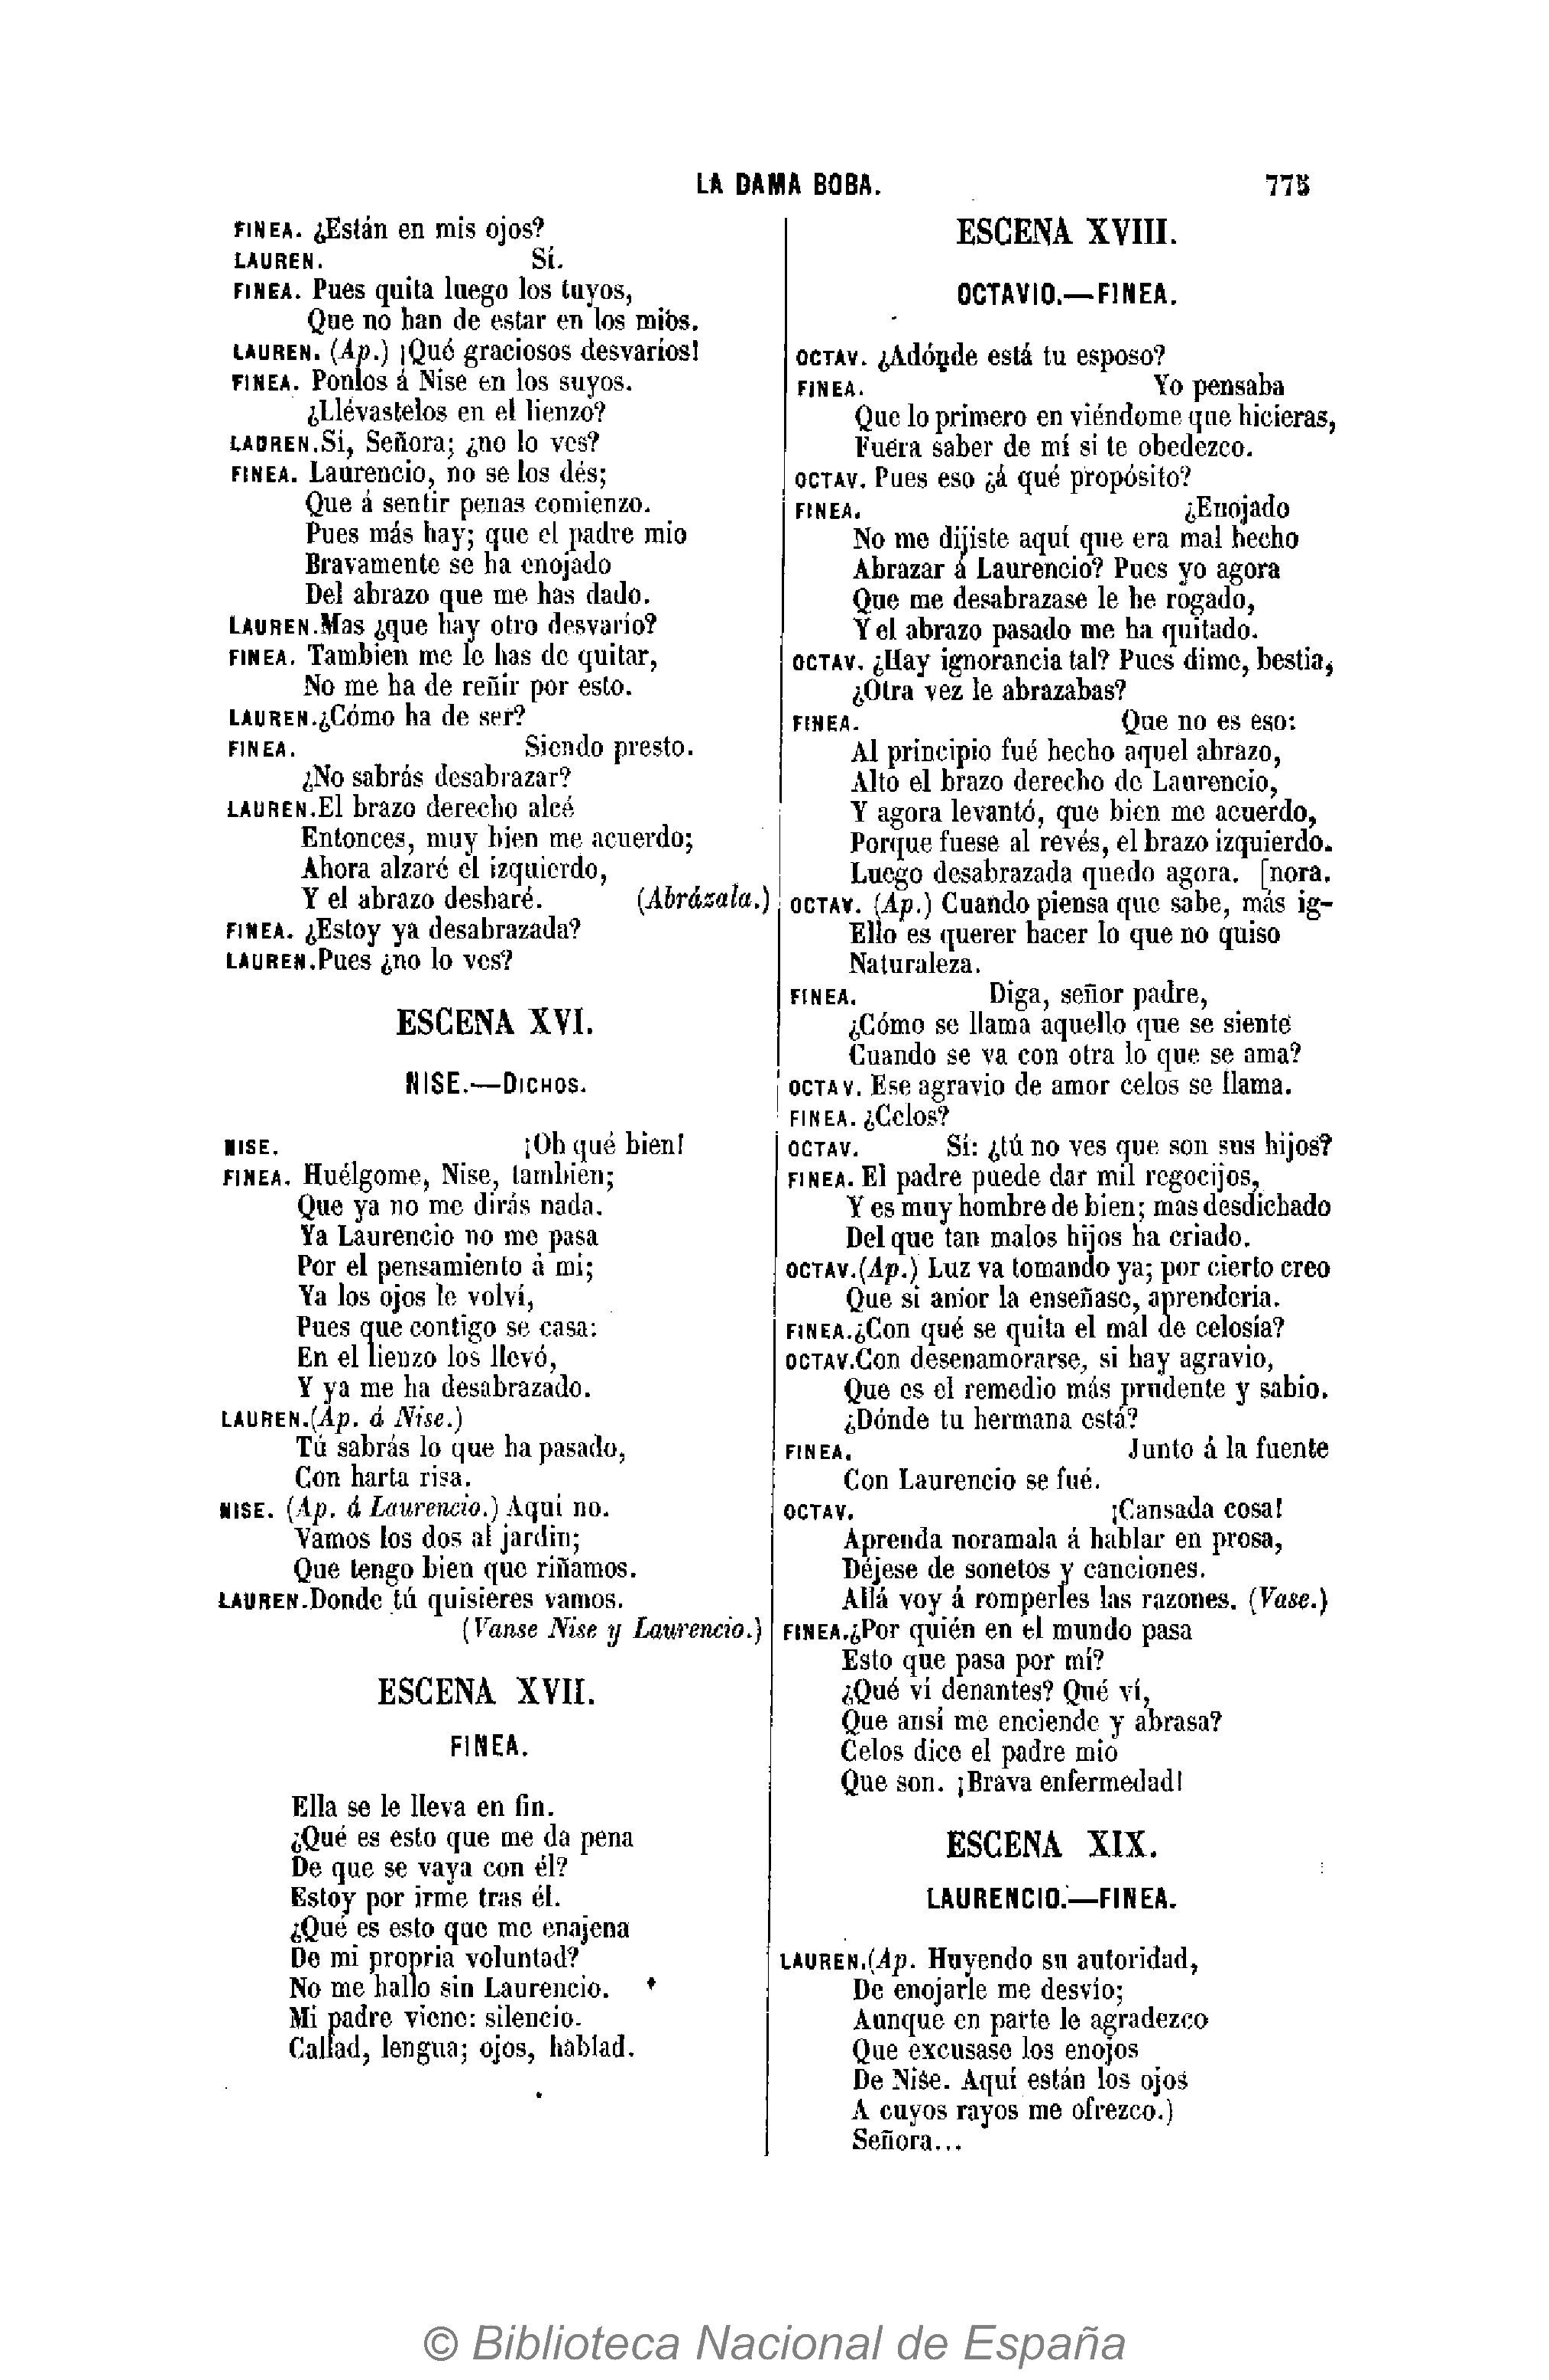 LA DAMA BOBA. 775
FINEA. ¿Están en mis ojos?
LAUREN. Sí.
FINEA. Pues quita luego los tuyos,
Que no han de estar en los mios.
LAUREN. (Ap.) ¡Qué graciosos desvaríos!
FINEA. Ponlos á Nise en los suyos.
¿Llévastelos en el lienzo?
LAUREN. Sí, Señora; ¿no lo ves?
FINEA. Laurencio, no se los dés;
Que á sentir penas comienzo.
Pues más hay; que el padre mio
Bravamente se ha enojado
Del abrazo que me has dado.
LAUREN. Mas ¿que hay otro desvarío?
FINEA. Tambien me le has de quitar,
No me ha de reñir por esto.
LAUREN. ¿Cómo ha de ser?
FINEA. Siendo presto.
¿No sabrás desabrazar?
LAUREN. El brazo derecho alcé
Entonces, muy bien me acuerdo;
Ahora alzaré el izquierdo,
Y el abrazo desharé. (Abrázala.)
FINEA. ¿Estoy ya desabrazada?
LAUREN. Pues ¿no lo ves?
ESCENA XVI.
NISE.—DICHOS.
NISE. ¡Oh qué bien!
FINEA. Huélgome, Nise, tambien;
Que ya no me dirás nada.
Ya Laurencio no me pasa
Por el pensamiento á mi;
Ya los ojos le volví,
Pues que contigo se casa:
En el lienzo los llevó,
Y ya me ha desabrazado.
LAUREN. (Ap. á Nise.)
Tú sabrás lo que ha pasado,
Con harta risa.
NISE. (Ap. á Laurencio.) Aquí no.
Vamos los dos al jardin;
Que tengo bien que riñamos.
LAUREN. Donde tú quisieres vamos.
(Vanse Nise y Laurencio.)
ESCENA XVII.
FINEA.
Ella se le lleva en fin.
¿Qué es esto que me da pena
De que se vaya con él?
Estoy por irme tras él.
¿Qué es esto que me enajena
De mi propria voluntad?
No me hallo sin Laurencio.
Mi padre viene: silencio.
Callad, lengua; ojos, hablad.
ESCENA XVIII.
OCTAVIO.—FINEA.
OCTAV. ¿Adónde está tu esposo?
FINEA. Yo pensaba
Que lo primero en viéndome que hicieras,
Fuera saber de mí si te obedezco.
OCTAV. Pues eso ¿á qué propósito?
FINEA. ¿Enojado
No me dijiste aquí que era mal hecho
Abrazar á Laurencio? Pues yo agora
Que me desabrazase le he rogado,
Y el abrazo pasado me ha quitado.
OCTAV. ¿Hay ignorancia tal? Pues dime, bestia,
¿Otra vez le abrazabas?
FINEA. Que no es eso:
Al principio fué hecho aquel abrazo,
Alto el brazo derecho de Laurencio,
Y agora levantó, que bien me acuerdo,
Porque fuese al revés, el brazo izquierdo.
Luego desabrazada quedo agora. [nora.
OCTAV. (Ap.) Cuando piensa que sabe, más ig-
Ello es querer hacer lo que no quiso
Naturaleza.
FINEA. Diga, señor padre,
¿Cómo se llama aquello que se siente
Cuando se va con otra lo que se ama?
OCTAV. Ese agravio de amor celos se llama.
FINEA. ¿Celos?
OCTAV. Sí: ¿tú no ves que son sus hijos?
FINEA. El padre puede dar mil regocijos,
Y es muy hombre de bien; mas desdichado
Del que tan malos hijos ha criado.
OCTAV. (Ap.) Luz va tomando ya; por cierto creo
Que si amor la enseñase, aprenderia.
FINEA. ¿Con qué se quita el mal de celosía?
OCTAV. Con desenamorarse, si hay agravio,
Que es el remedio más prudente y sabio.
¿Dónde tu hermana está?
FINEA. Junto á la fuente
Con Laurencio se fué.
OCTAV. ¡Cansada cosa!
Aprenda noramala á hablar en prosa,
Déjese de sonetos y canciones.
Allá voy á romperles las razones. (Vase.)
FINEA. ¿Por quién en el mundo pasa
Esto que pasa por mí?
¿Qué ví denantes? Qué ví,
Que ansí me enciende y abrasa?
Celos dice el padre mio
Que son. ¡Brava enfermedad!
ESCENA XIX.
LAURENCIO.—FINEA.
LAUREN. (Ap. Huyendo su autoridad,
De enojarle me desvío;
Aunque en parte le agradezco
Que excusase los enojos
De Nise. Aquí están los ojos
A cuyos rayos me ofrezco.)
Señora...
© Biblioteca Nacional de España